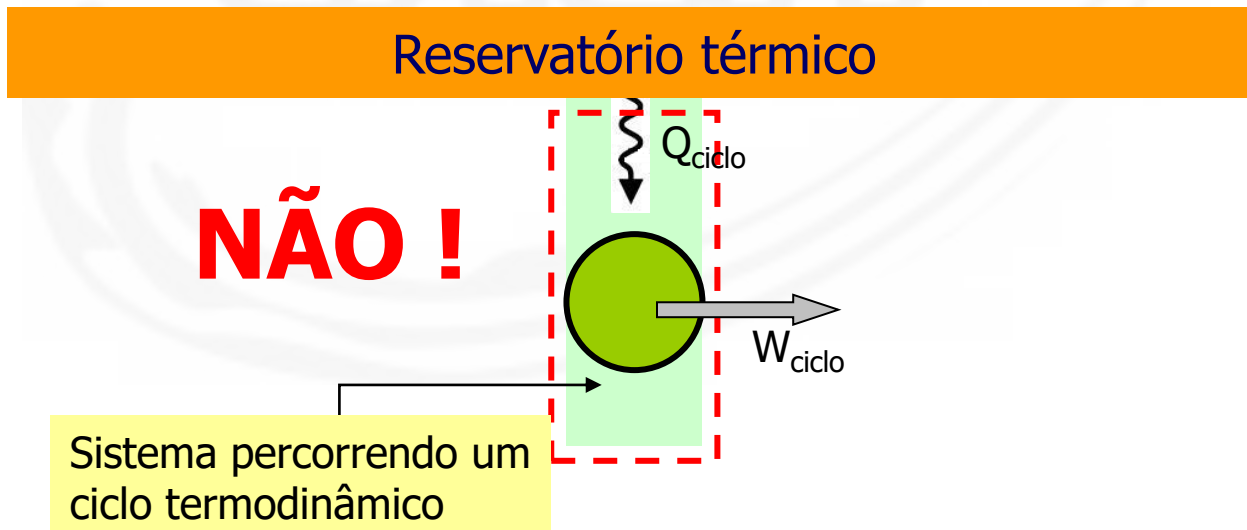 Reservatório térmico
Qciclo
NÃO !
Wciclo
Sistema percorrendo um
ciclo termodinâmico